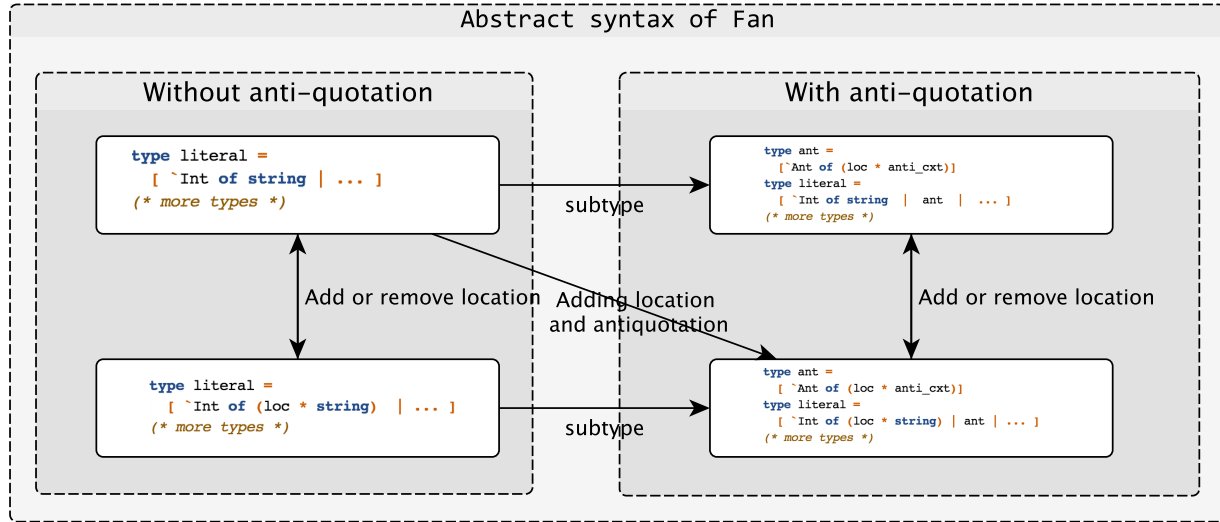 Abstract syntax of Fan
Without anti-quotation
type literal =
[ `Int of string | ... ]
(* more types *)
Add or remove location
type literal =
[ `Int of (loc * string) | ... ]
(* more types *)
subtype
Adding location
and antiquotation
subtype
With anti-quotation
type ant =
[`Ant of (loc * anti_cxt)]
type literal =
[ `Int of string | ant | ... ]
(* more types *)
Add or remove location
type ant =
[ `Ant of (loc * anti_cxt)]
type literal =
[ `Int of (loc * string) | ant | ... ]
(* more types *)